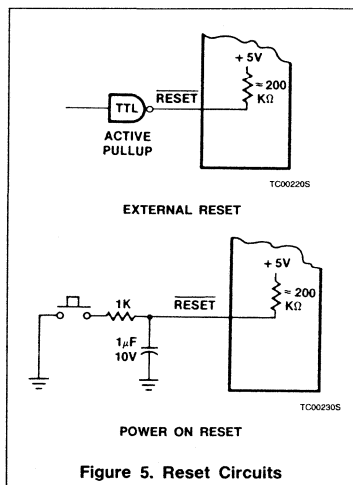 + 5V
≈ 200
KΩ
TTL
RESET
ACTIVE
PULLUP
TC00220S
EXTERNAL RESET
+ 5V
≈ 200
KΩ
1K
RESET
1μF
10V
TC00230S
POWER ON RESET
Figure 5. Reset Circuits